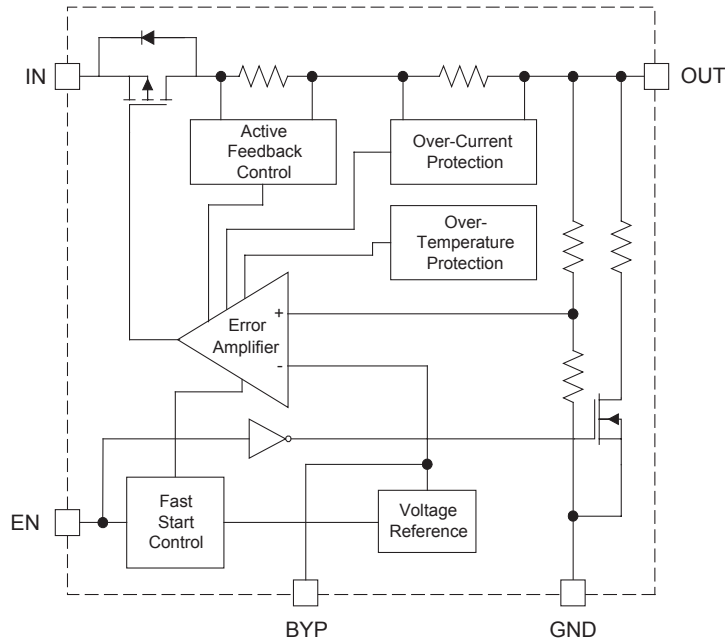 IN
OUT
Active
Feedback
Control
Over-Current
Protection
Over-
Temperature
Protection
+
Error
Amplifier
-
EN
Fast
Start
Control
Voltage
Reference
BYP
GND